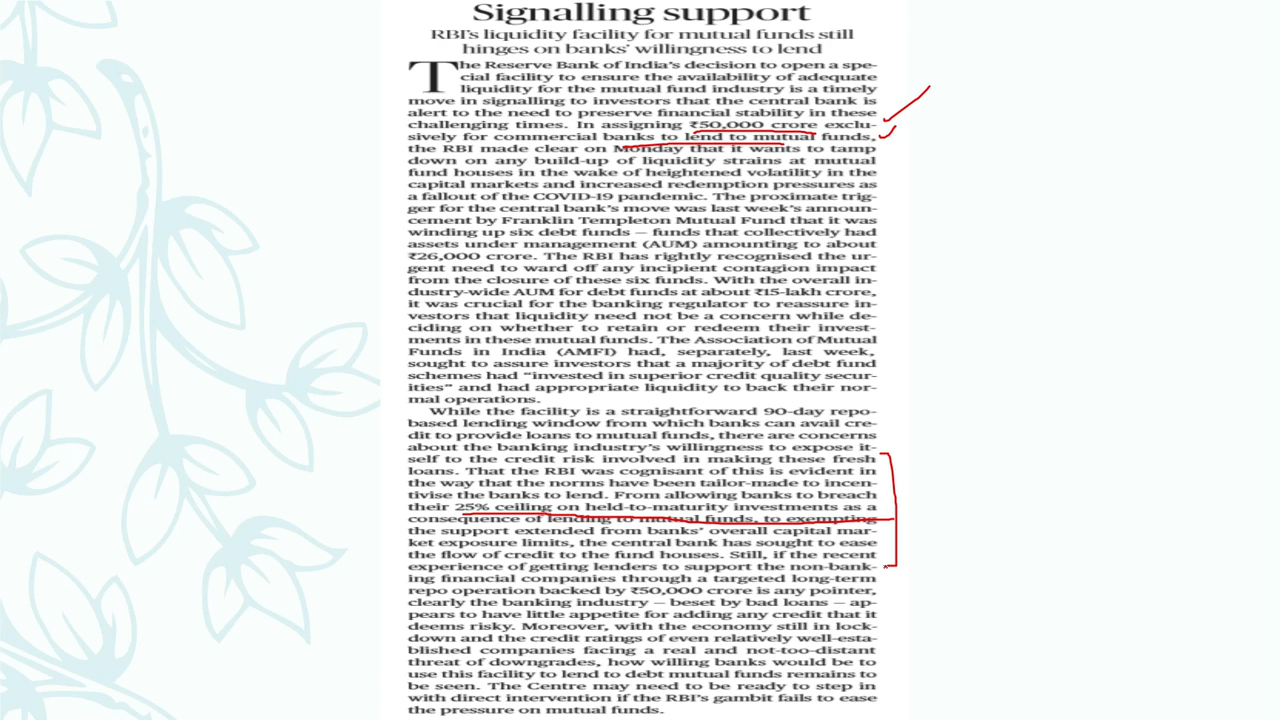 Signalling support
RBI's liquidity facility for mutual funds still
hinges on banks' willingness to lend
The Reserve Bank of India's decision to open a spe-
cial facility to ensure the availability of adequate
liquidity for the mutual fund industry is a timely
move in signalling to investors that the central bank is
alert to the need to preserve financial stability in these
challenging times. In assigning ₹50,000 crore exclu-
sively for commercial banks to lend to mutual funds,
the RBI made clear on Monday that it wants to tamp
down on any build-up of liquidity strains at mutual
fund houses in the wake of heightened volatility in the
capital markets and increased redemption pressures as
a fallout of the COVID-19 pandemic. The proximate trig-
ger for the central bank's move was last week's announ-
cement by Franklin Templeton Mutual Fund that it was
winding up six debt funds — funds that collectively had
assets under management (AUM) amounting to about
₹26,000 crore. The RBI has rightly recognised the ur-
gent need to ward off any incipient contagion impact
from the closure of these six funds. With the overall in-
dustry-wide AUM for debt funds at about ₹15-lakh crore,
it was crucial for the banking regulator to reassure in-
vestors that liquidity need not be a concern while de-
ciding on whether to retain or redeem their invest-
ments in these mutual funds. The Association of Mutual
Funds in India (AMFI) had, separately, last week,
sought to assure investors that a majority of debt fund
schemes had “invested in superior credit quality secur-
ities” and had appropriate liquidity to back their nor-
mal operations.
While the facility is a straightforward 90-day repo-
based lending window from which banks can avail cre-
dit to provide loans to mutual funds, there are concerns
about the banking industry's willingness to expose it-
self to the credit risk involved in making these fresh
loans. That the RBI was cognisant of this is evident in
the way that the norms have been tailor-made to incen-
tivise the banks to lend. From allowing banks to breach
their 25% ceiling on held-to-maturity investments as a
consequence of lending to mutual funds, to exempting
the support extended from banks' overall capital mar-
ket exposure limits, the central bank has sought to ease
the flow of credit to the fund houses. Still, if the recent
experience of getting lenders to support the non-bank-
ing financial companies through a targeted long-term
repo operation backed by ₹50,000 crore is any pointer,
clearly the banking industry — beset by bad loans — ap-
pears to have little appetite for adding any credit that it
deems risky. Moreover, with the economy still in lock-
down and the credit ratings of even relatively well-esta-
blished companies facing a real and not-too-distant
threat of downgrades, how willing banks would be to
use this facility to lend to debt mutual funds remains to
be seen. The Centre may need to be ready to step in
with direct intervention if the RBI's gambit fails to ease
the pressure on mutual funds.